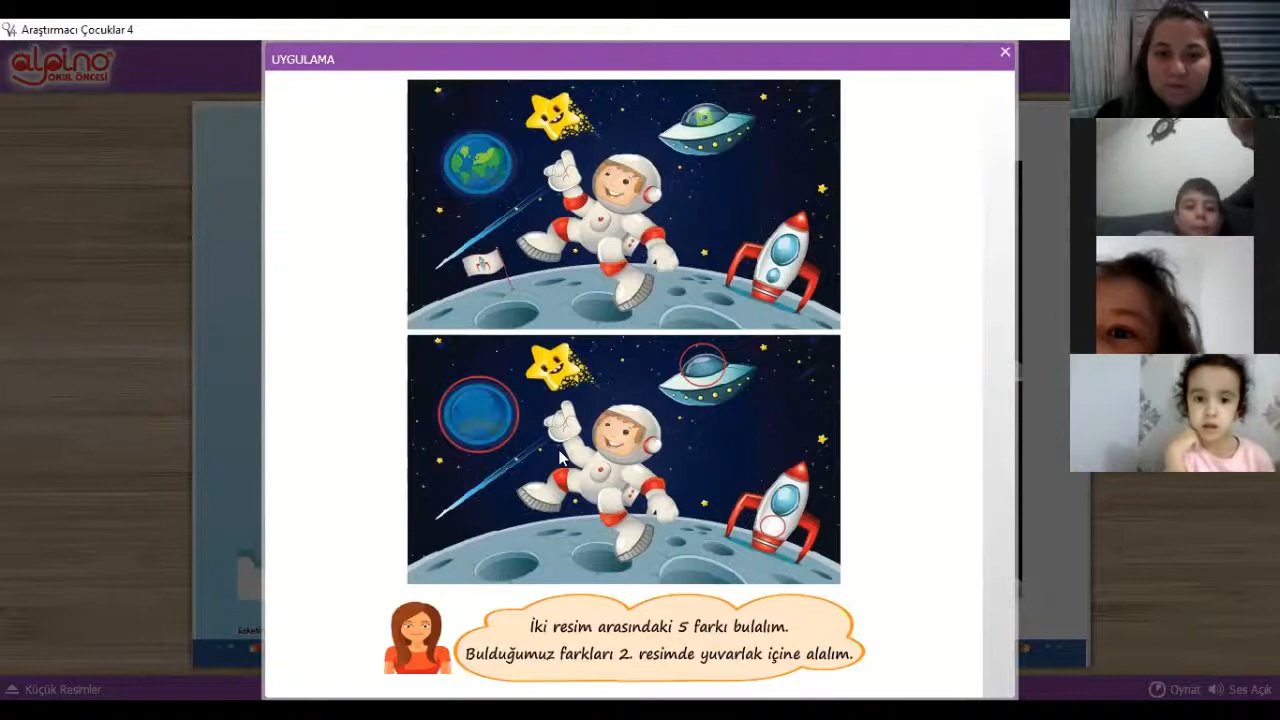 Araştırmacı Çocuklar 4
alpino
OKUL ÖNCESİ
UYGULAMA
İki resim arasındaki 5 farkı bulalım.
Bulduğumuz farkları 2. resimde yuvarlak içine alalım.
Küçük Resimler
Oynat
Ses Açık